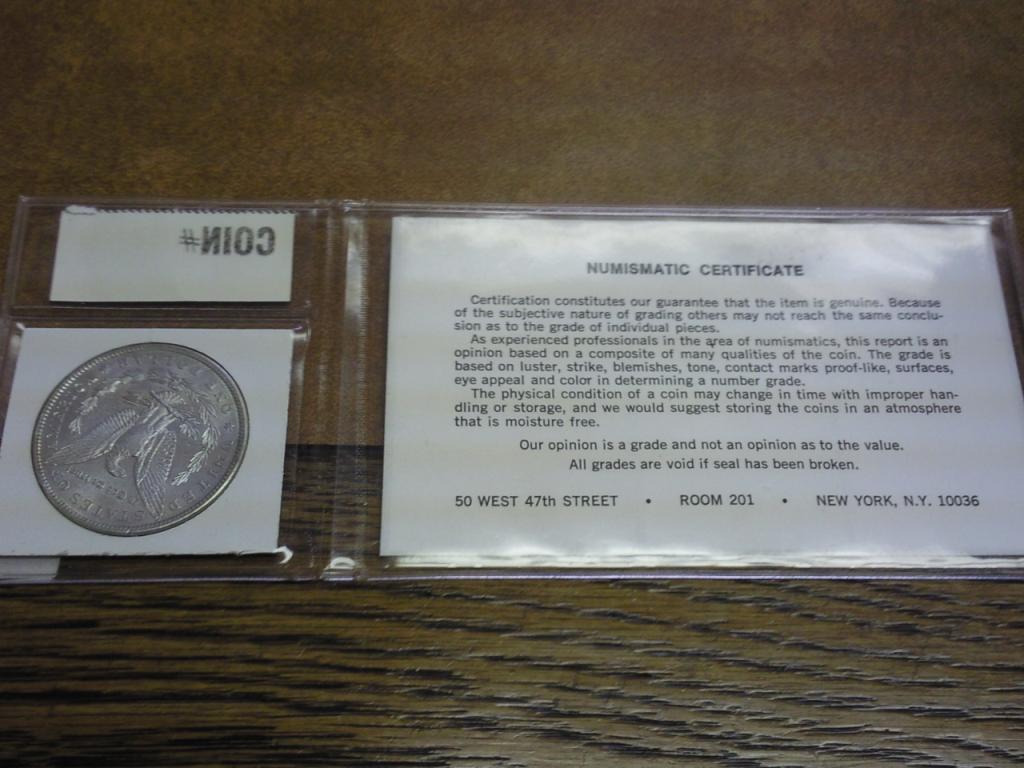 COIN#
NUMISMATIC CERTIFICATE
Certification constitutes our guarantee that the item is genuine. Because
of the subjective nature of grading others may not reach the same conclu-
sion as to the grade of individual pieces.
As experienced professionals in the area of numismatics, this report is an
opinion based on a composite of many qualities of the coin. The grade is
based on luster, strike, blemishes, tone, contact marks proof-like, surfaces,
eye appeal and color in determining a number grade.
The physical condition of a coin may change in time with improper han-
dling or storage, and we would suggest storing the coins in an atmosphere
that is moisture free.
Our opinion is a grade and not an opinion as to the value.
All grades are void if seal has been broken.
50 WEST 47th STREET • ROOM 201 • NEW YORK, N.Y. 10036